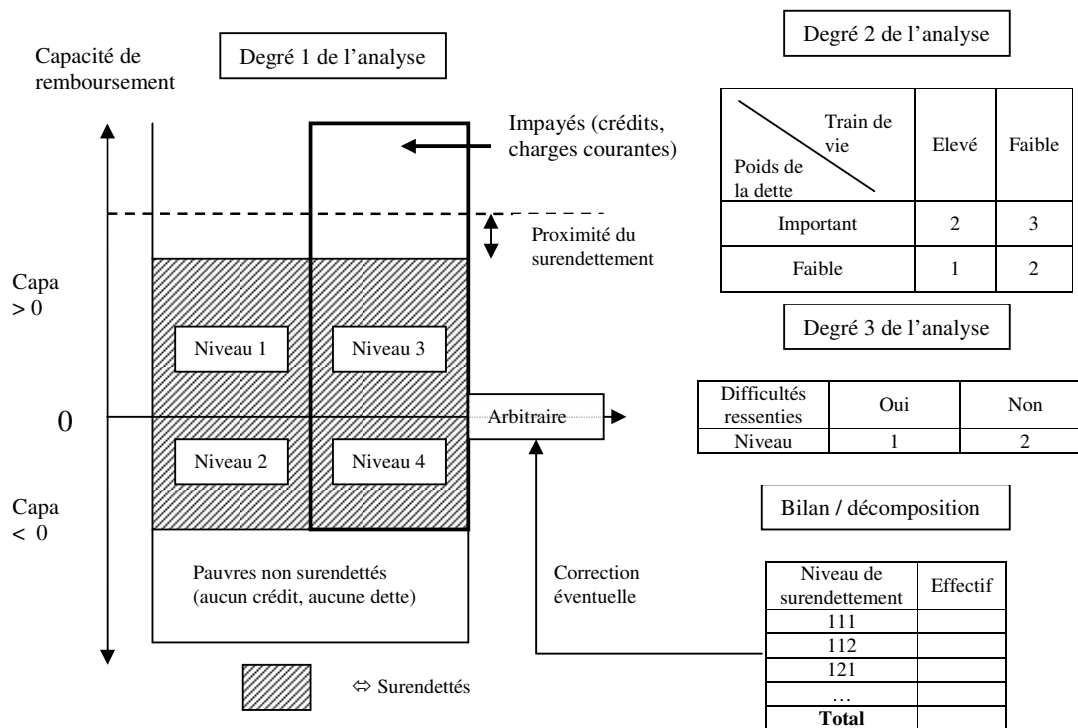 Capacité de
remboursement
Degré 1 de l'analyse
Impayés (crédits,
charges courantes)
Proximité du
surendettement
Capa
> 0
Niveau 1
Niveau 3
0
Arbitraire
Niveau 2
Niveau 4
Capa
< 0
Pauvres non surendettés
(aucun crédit, aucune dette)
Correction
éventuelle
⇔ Surendettés
Degré 2 de l'analyse
Train de
vie
Poids de
la dette
Elevé
Faible
Important 2 3
Faible 1 2
Degré 3 de l'analyse
Difficultés
ressenties
Oui
Non
Niveau 1 2
Bilan / décomposition
Niveau de
surendettement
Effectif
111
112
121
…
Total